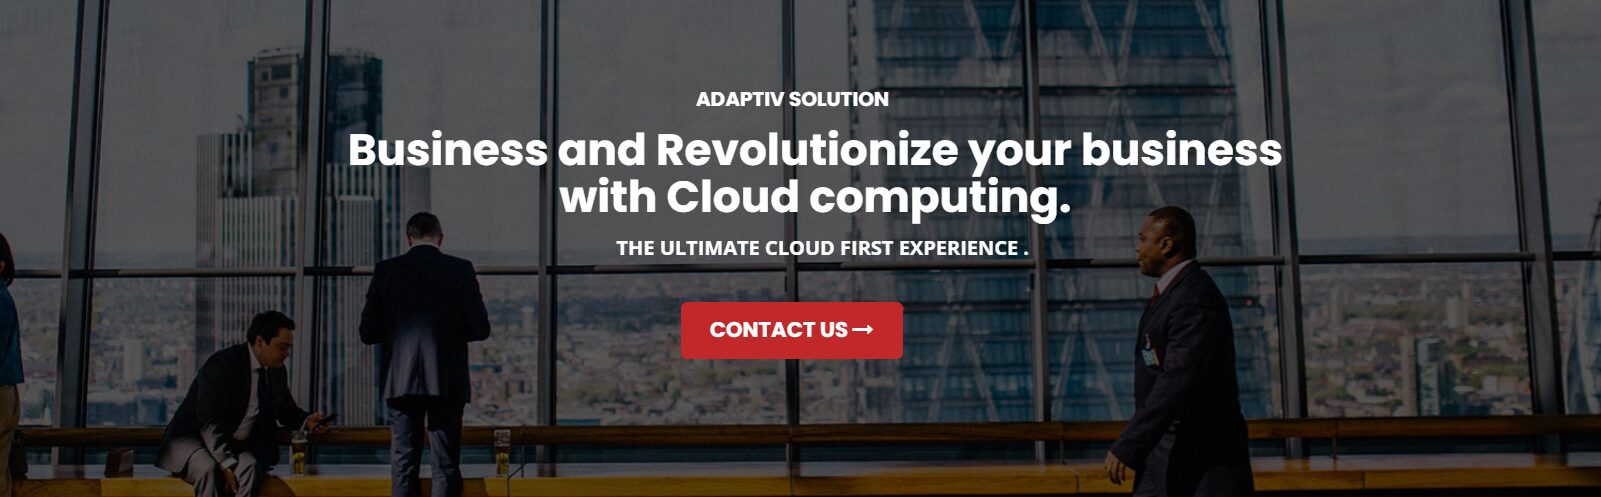 ADAPTIV SOLUTION
Business and Revolutionize your business
with Cloud computing.
THE ULTIMATE CLOUD FIRST EXPERIENCE .
CONTACT US →